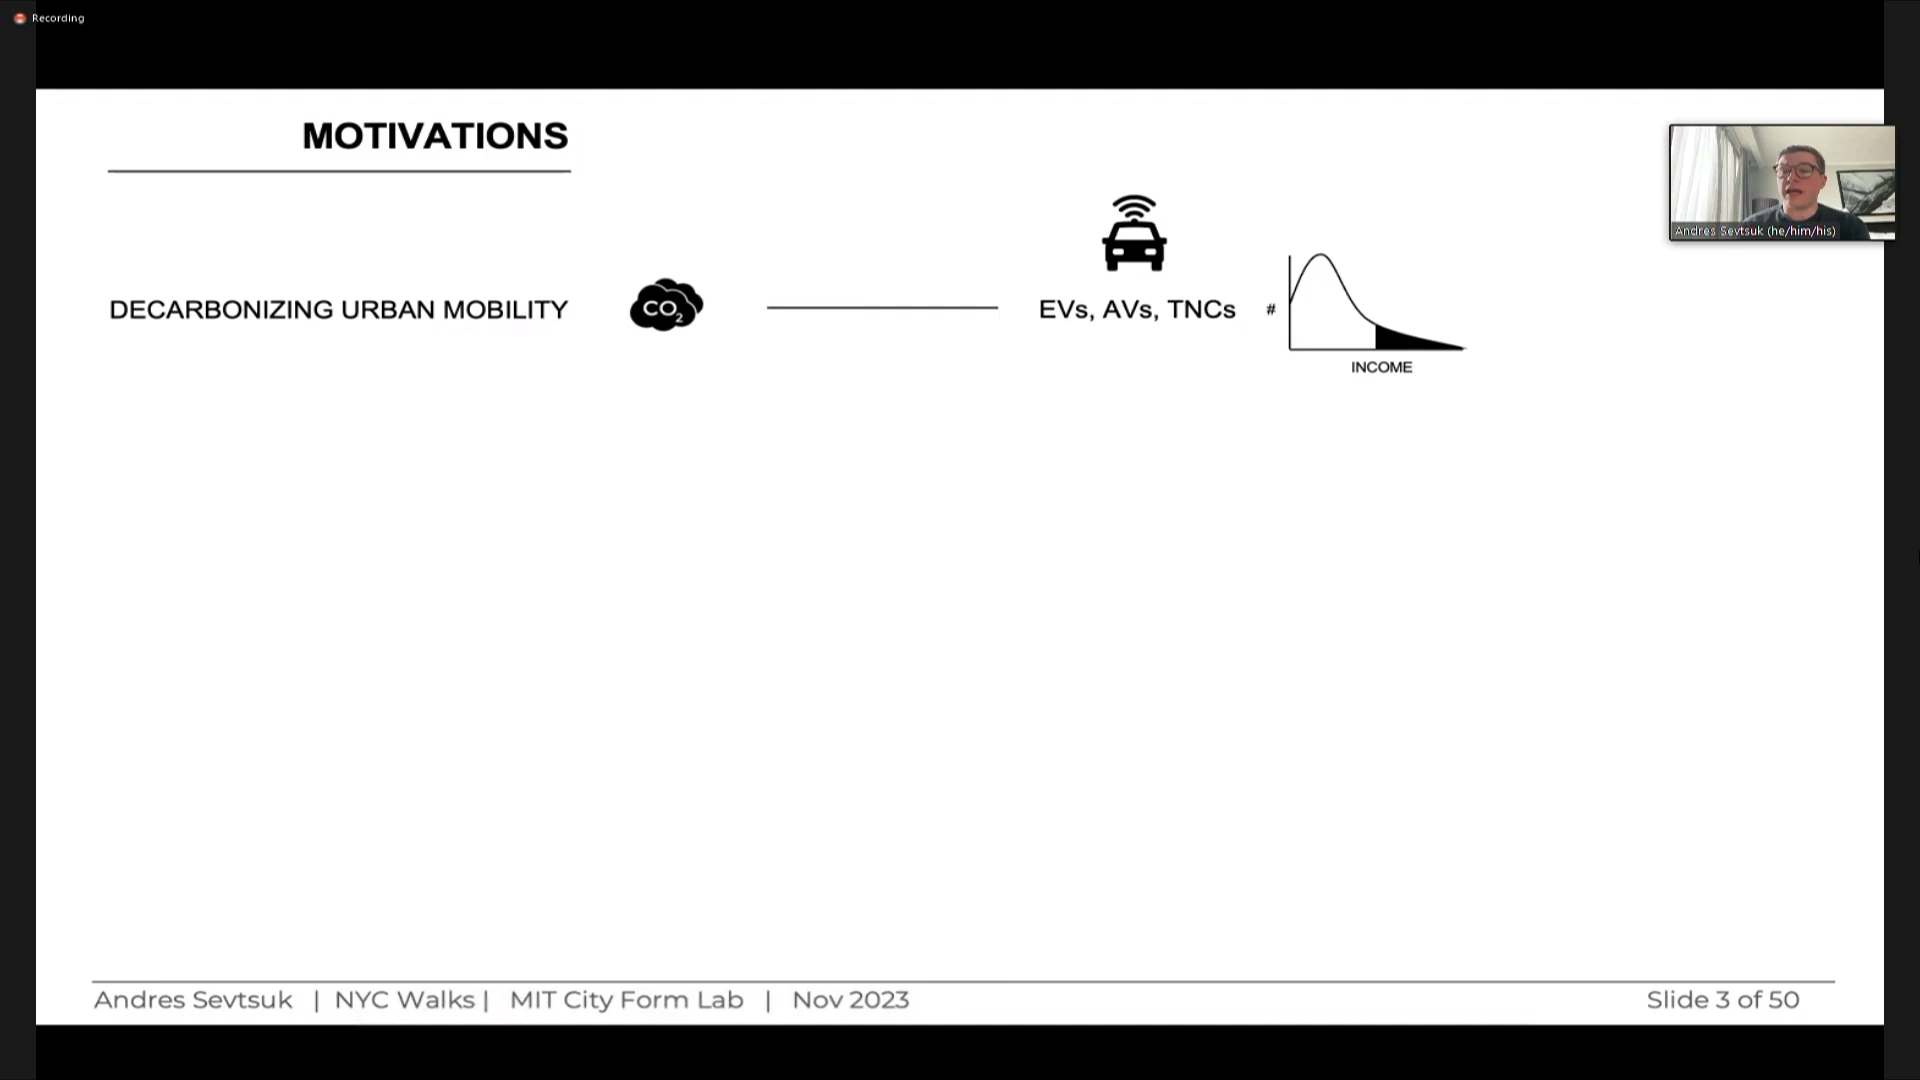 Recording
MOTIVATIONS
Andres Sevtsuk (he/him/his)
DECARBONIZING URBAN MOBILITY
CO2
EVs, AVs, TNCs
#
INCOME
Andres Sevtsuk | NYC Walks | MIT City Form Lab | Nov 2023
Slide 3 of 50